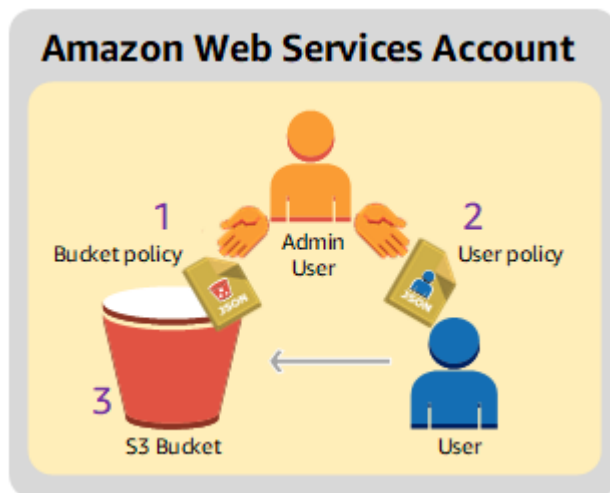 Amazon Web Services Account
1
2
Admin
User
Bucket policy
User policy
JSON
JSON
3
S3 Bucket
User